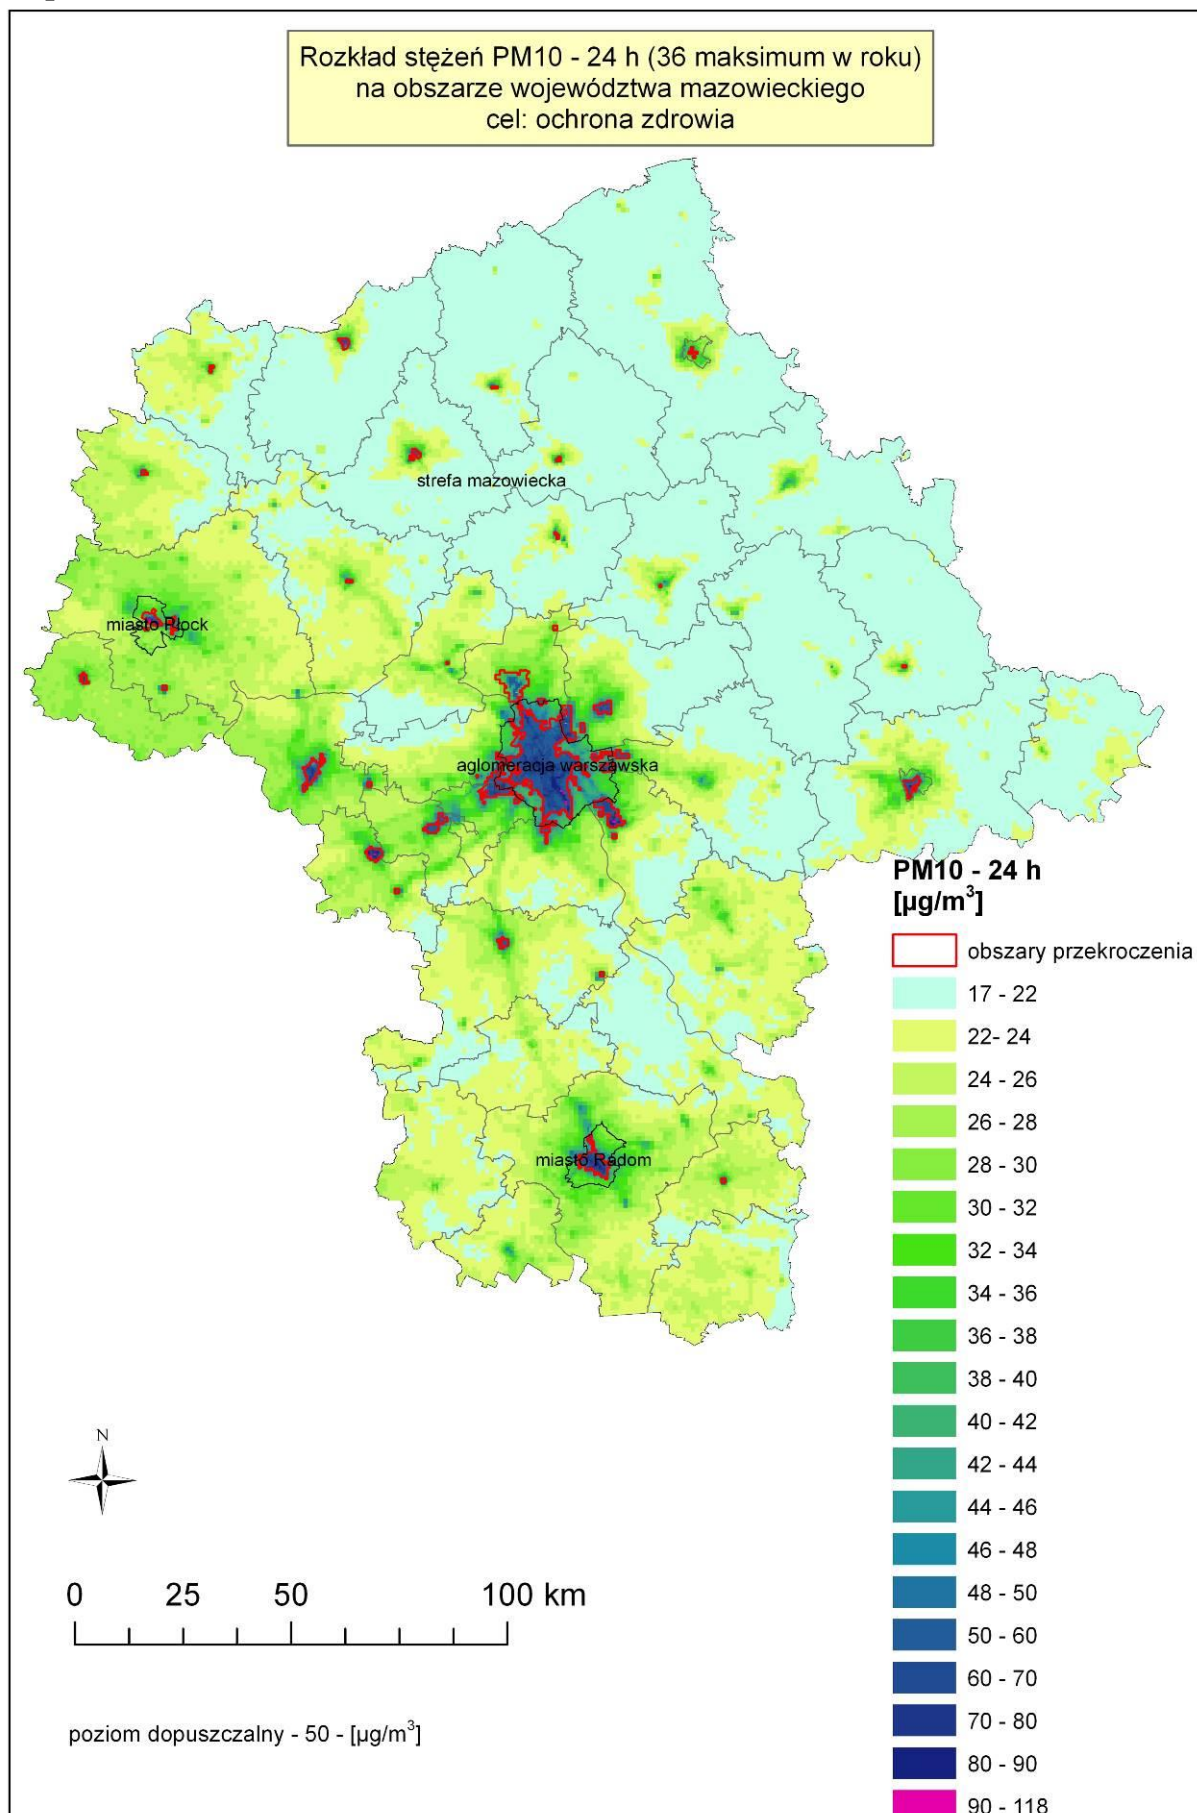 Rozkład stężeń PM10 - 24 h (36 maksimum w roku)
na obszarze województwa mazowieckiego
cel: ochrona zdrowia
strefa mazowiecka
miasto Płock
aglomeracja warszawska
miasto Radom
PM10 - 24 h
[µg/m³]
obszary przekroczenia
17 - 22
22- 24
24 - 26
26 - 28
28 - 30
30 - 32
32 - 34
34 - 36
36 - 38
38 - 40
40 - 42
42 - 44
44 - 46
46 - 48
48 - 50
50 - 60
60 - 70
70 - 80
80 - 90
90 - 118
N
0 25 50 100 km
poziom dopuszczalny - 50 - [µg/m³]